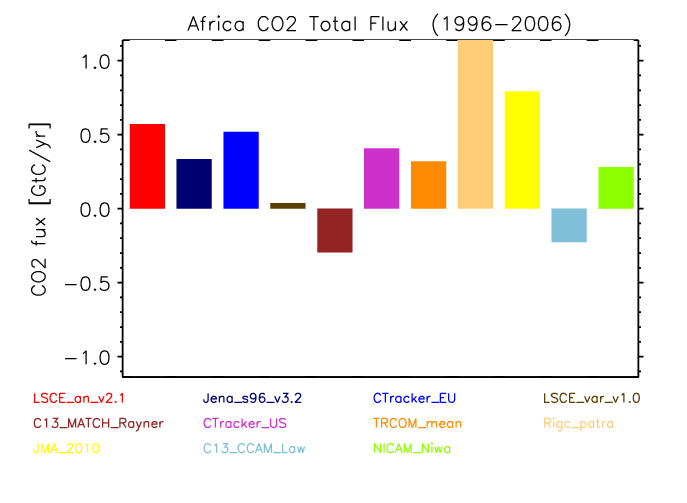 Africa CO2 Total Flux (1996−2006)
1.0
0.5
0.0
−0.5
−1.0
CO2 fux [GtC/yr]
LSCE_an_v2.1 Jena_s96_v3.2 CTracker_EU LSCE_var_v1.0
C13_MATCH_Rayner CTracker_US TRCOM_mean Rigc_patra
JMA_2010 C13_CCAM_Law NICAM_Niwa